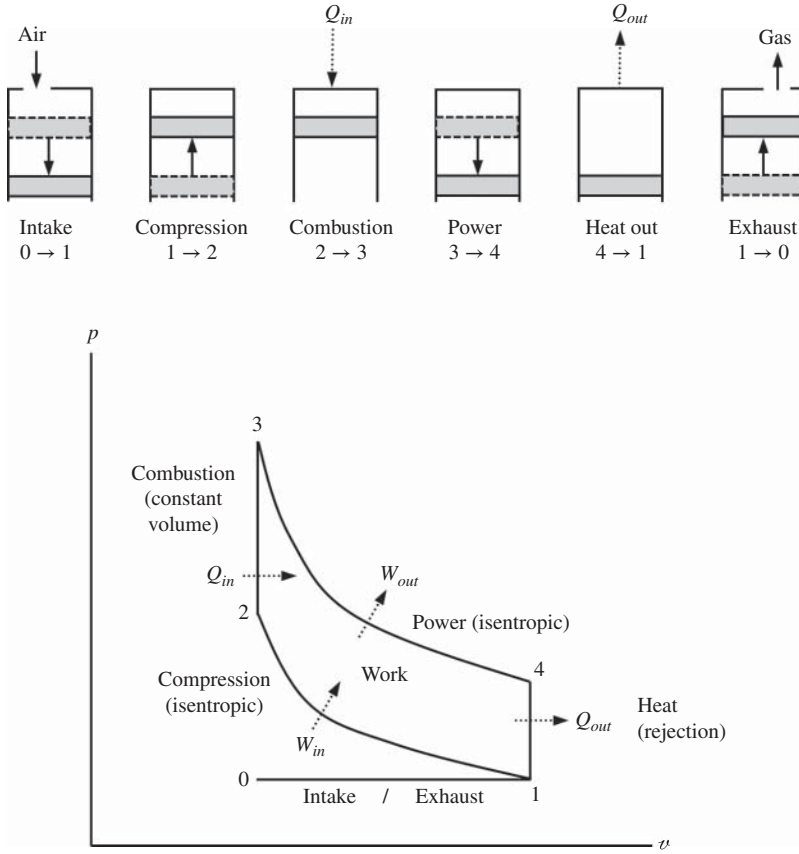 Air
Q_in
Q_out
Gas
Intake
0 → 1
Compression
1 → 2
Combustion
2 → 3
Power
3 → 4
Heat out
4 → 1
Exhaust
1 → 0
p
3
Combustion
(constant
volume)
Q_in
W_out
2
Power (isentropic)
4
Compression
(isentropic)
Work
W_in
Q_out
Heat
(rejection)
0
Intake / Exhaust
1
v